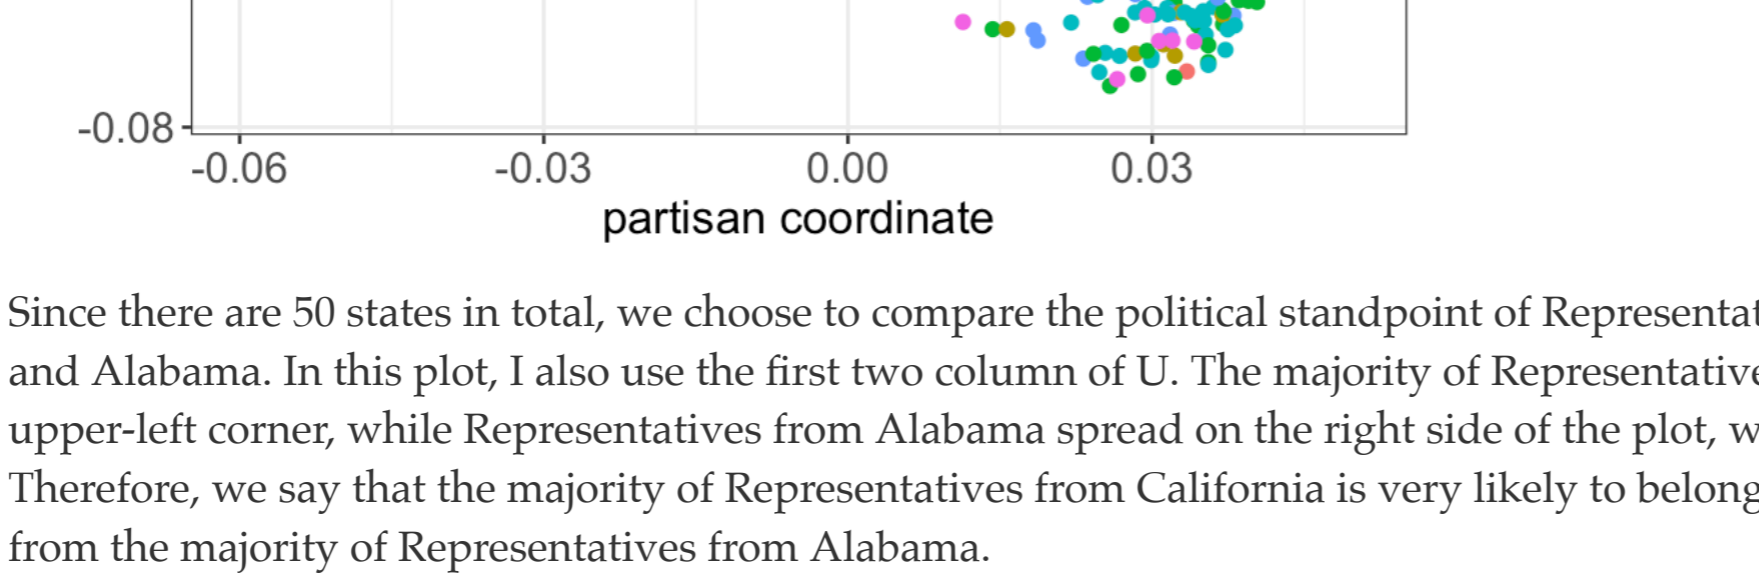 -0.08
-0.06 -0.03 0.00 0.03
partisan coordinate
Since there are 50 states in total, we choose to compare the political standpoint of
and Alabama. In this plot, I also use the first two column of U. The majority of
upper-left corner, while Representatives from Alabama spread on the right side of the plot,
Therefore, we say that the majority of Representatives from California is very likely to belong
from the majority of Representatives from Alabama.